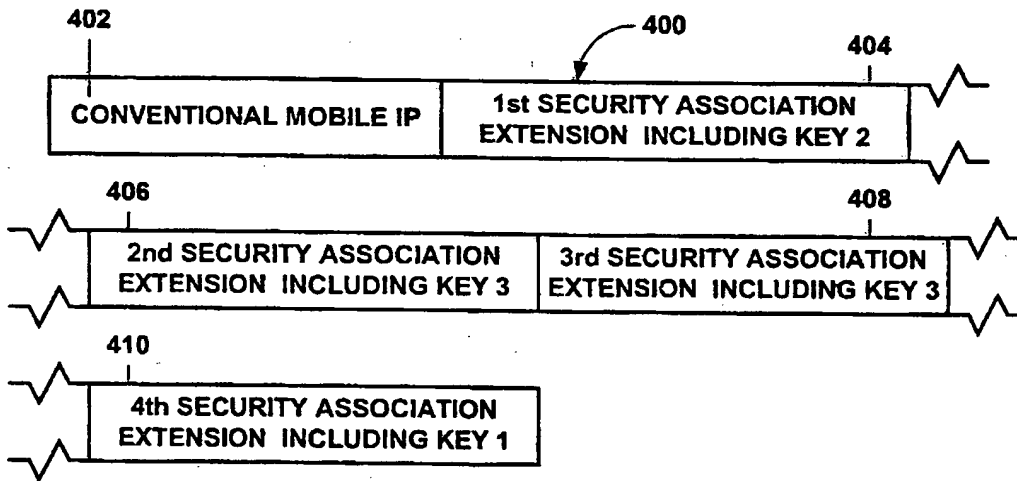 402
400
404
CONVENTIONAL MOBILE IP
1st SECURITY ASSOCIATION
EXTENSION INCLUDING KEY 2
406
408
2nd SECURITY ASSOCIATION
EXTENSION INCLUDING KEY 3
3rd SECURITY ASSOCIATION
EXTENSION INCLUDING KEY 3
410
4th SECURITY ASSOCIATION
EXTENSION INCLUDING KEY 1